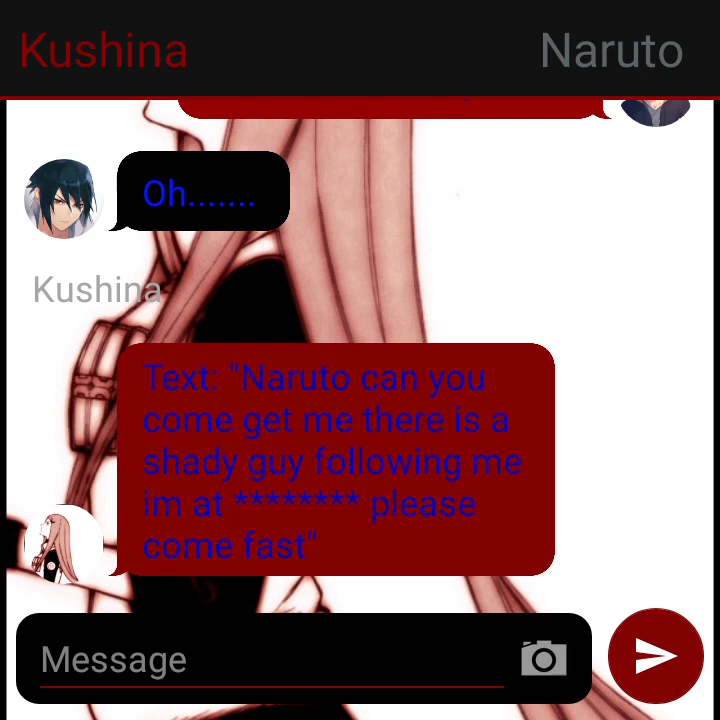 Kushina Naruto
Oh.......
Kushina
Text: "Naruto can you
come get me there is a
shady guy following me
im at ******** please
come fast"
Message